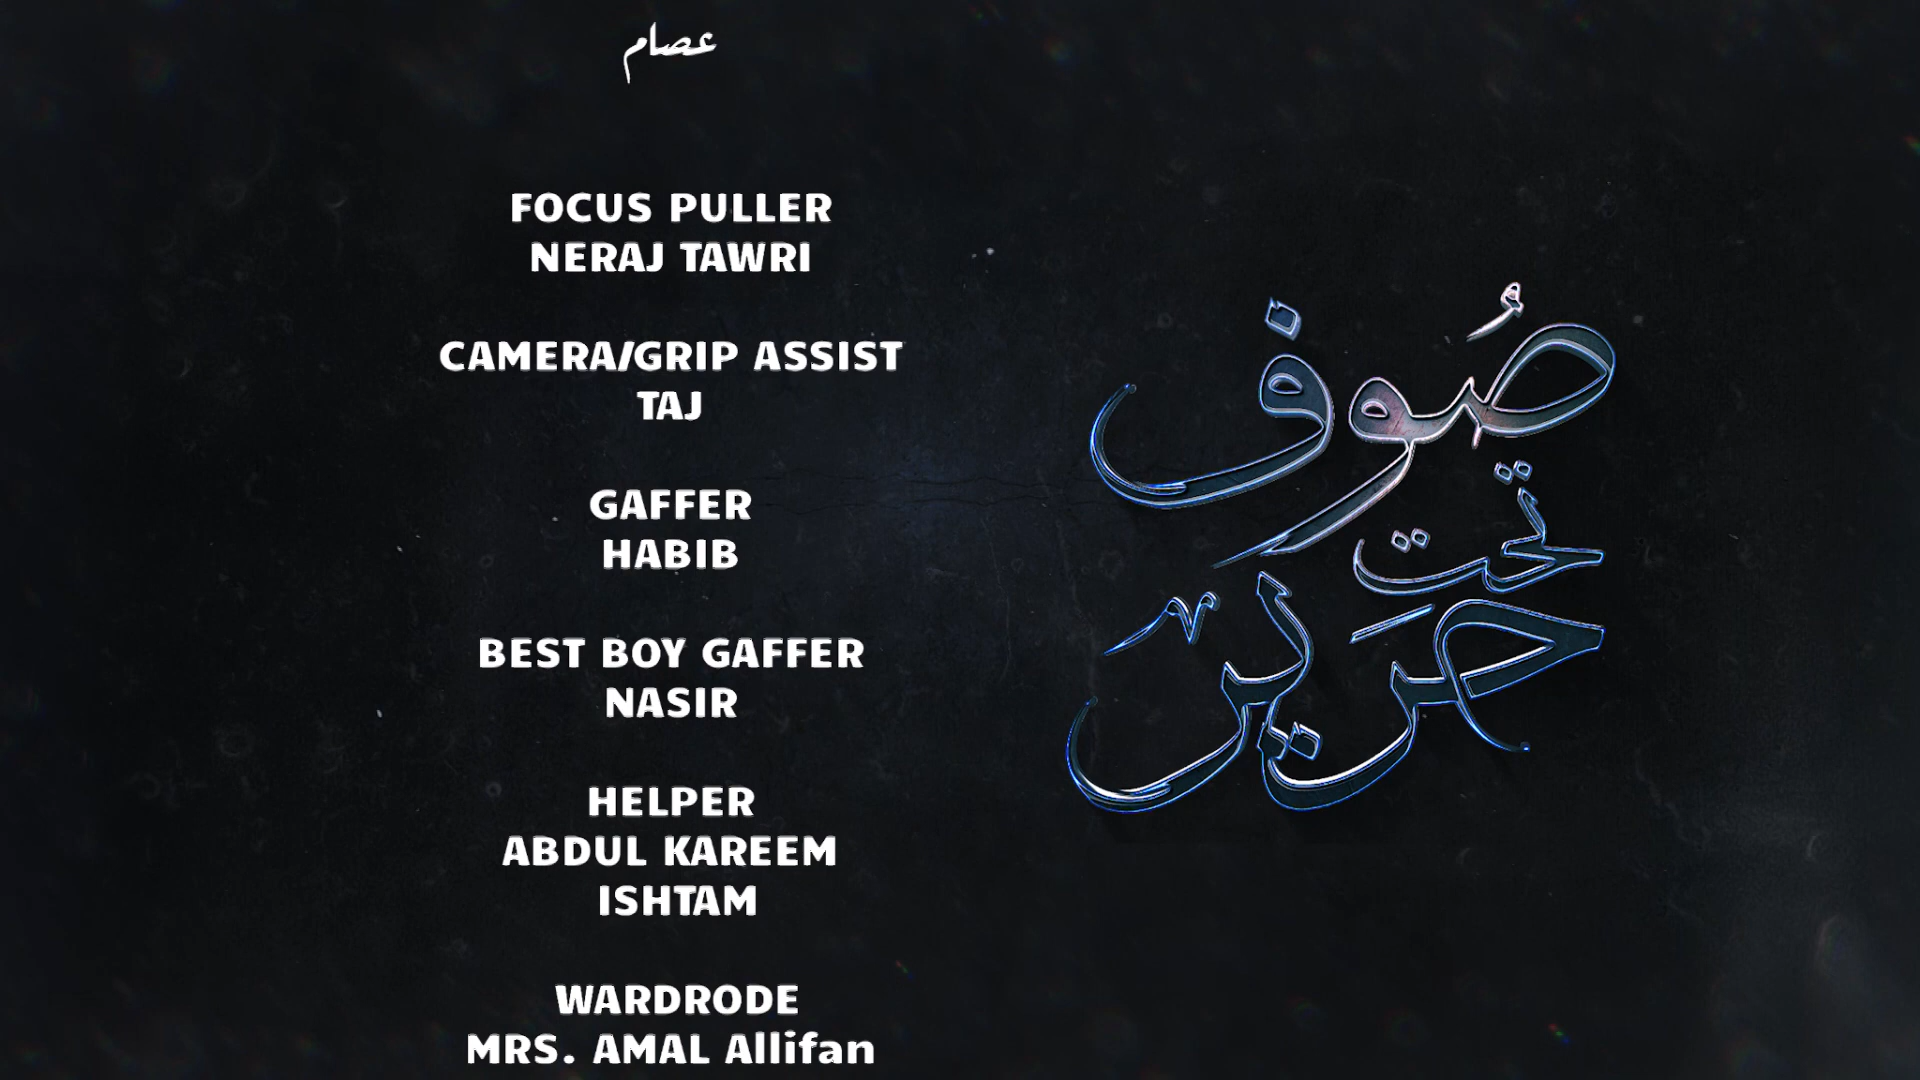 عصام
FOCUS PULLER
NERAJ TAWRI
CAMERA/GRIP ASSIST
TAJ
GAFFER
HABIB
BEST BOY GAFFER
NASIR
HELPER
ABDUL KAREEM
ISHTAM
WARDRODE
MRS. AMAL Allifan
صُوف
تحت
حرير